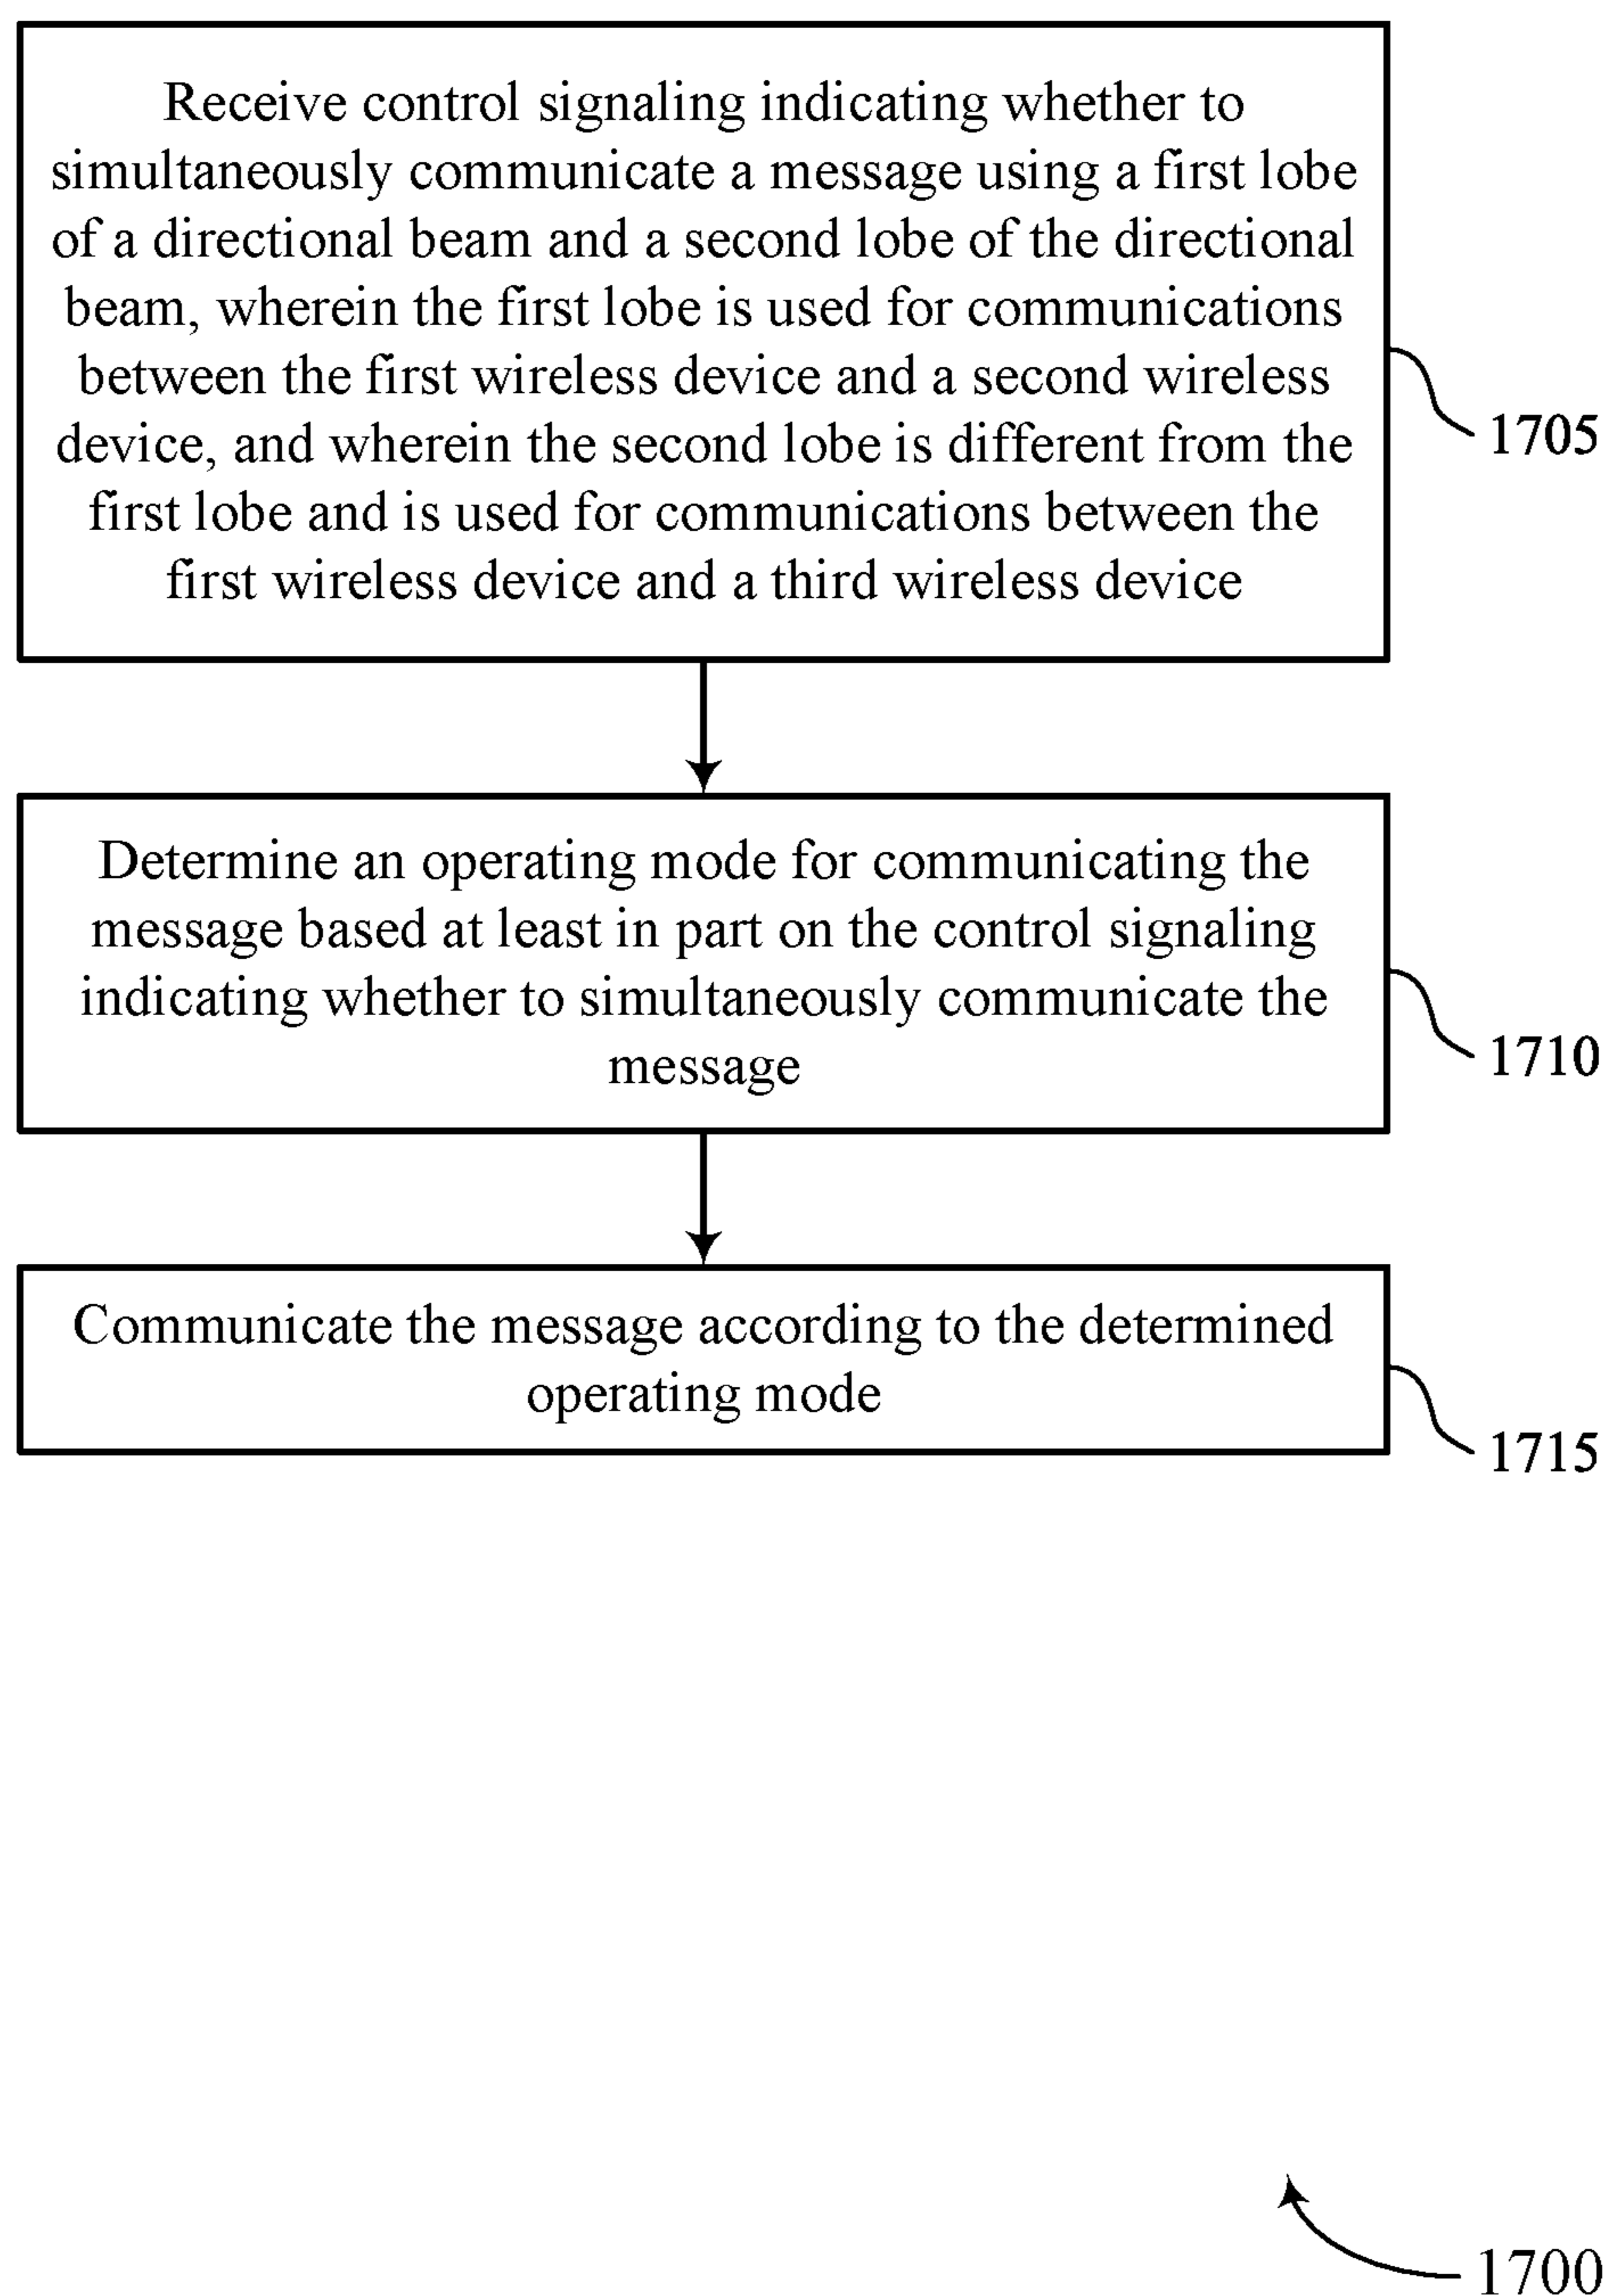 Receive control signaling indicating whether to
simultaneously communicate a message using a first lobe
of a directional beam and a second lobe of the directional
beam, wherein the first lobe is used for communications
between the first wireless device and a second wireless
device, and wherein the second lobe is different from the
first lobe and is used for communications between the
first wireless device and a third wireless device
1705
Determine an operating mode for communicating the
message based at least in part on the control signaling
indicating whether to simultaneously communicate the
message
1710
Communicate the message according to the determined
operating mode
1715
1700